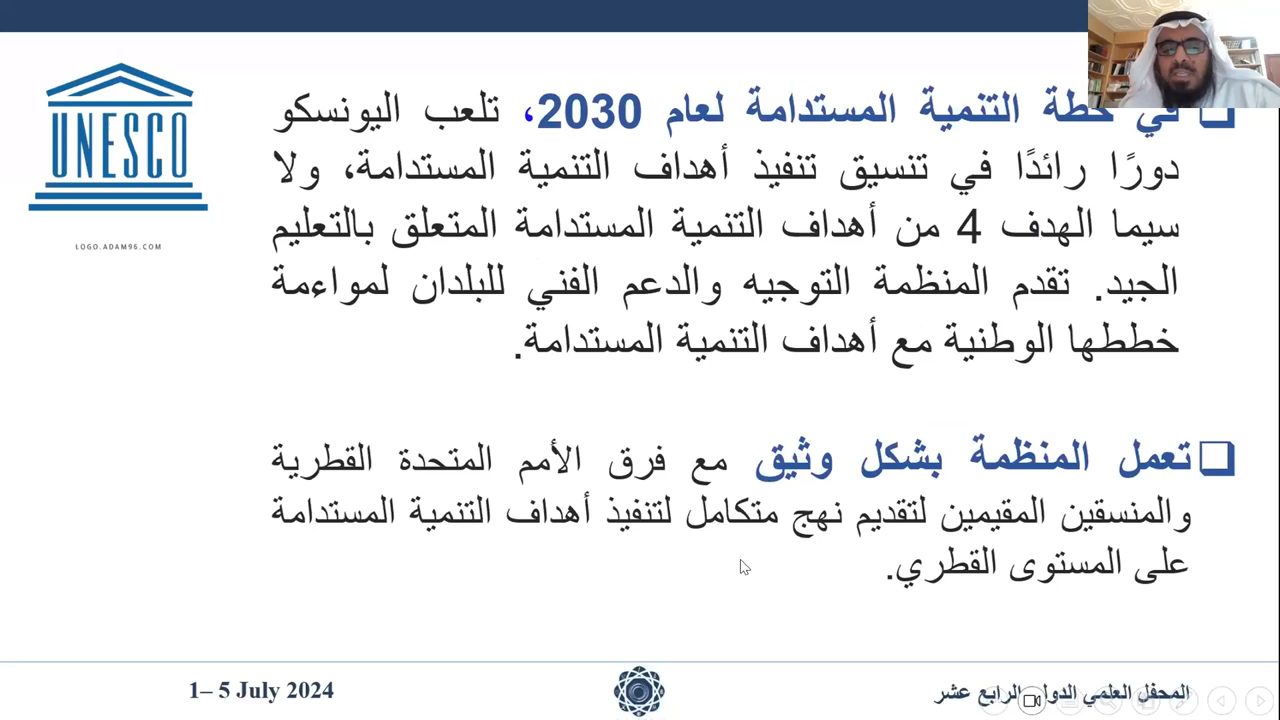 UNESCO
LOGO.ADAM96.COM
في خطة التنمية المستدامة لعام 2030، تلعب اليونسكو
دورًا رائدًا في تنسيق تنفيذ أهداف التنمية المستدامة، ولا
سيما الهدف 4 من أهداف التنمية المستدامة المتعلق بالتعليم
الجيد. تقدم المنظمة التوجيه والدعم الفني للبلدان لمواءمة
خططها الوطنية مع أهداف التنمية المستدامة.
تعمل المنظمة بشكل وثيق مع فرق الأمم المتحدة القطرية
والمنسقين المقيمين لتقديم نهج متكامل لتنفيذ أهداف التنمية المستدامة
على المستوى القطري.
1– 5 July 2024
المحفل العلمي الدولي الرابع عشر